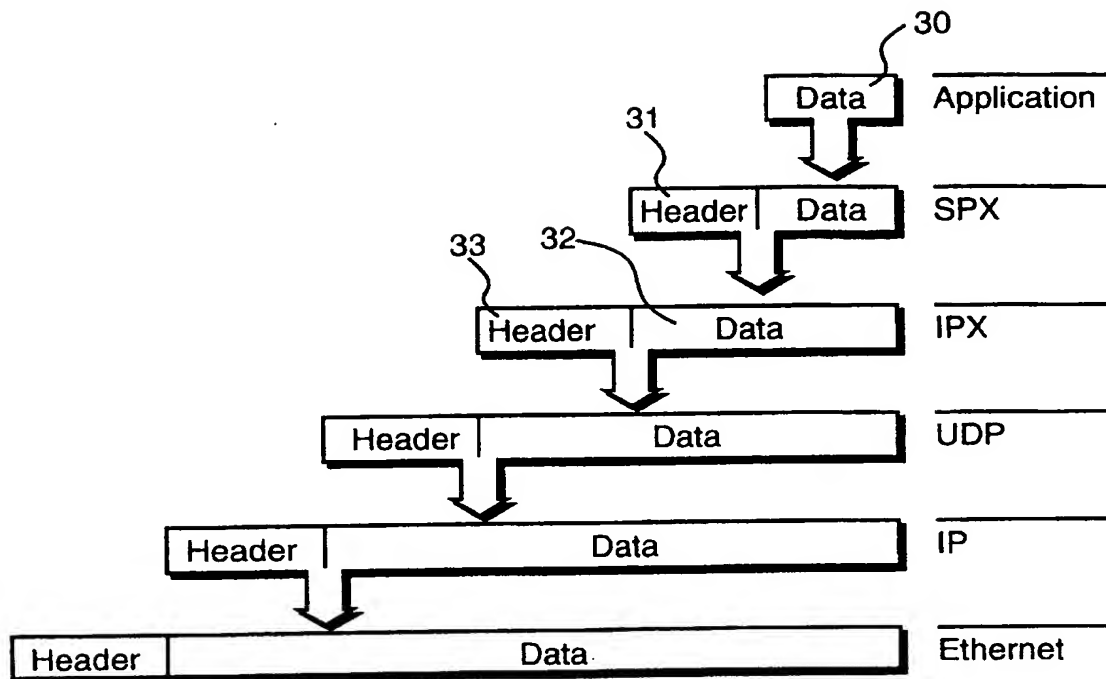 30
Data Application
31
Header Data SPX
33 32
Header Data IPX
Header Data UDP
Header Data IP
Header Data Ethernet